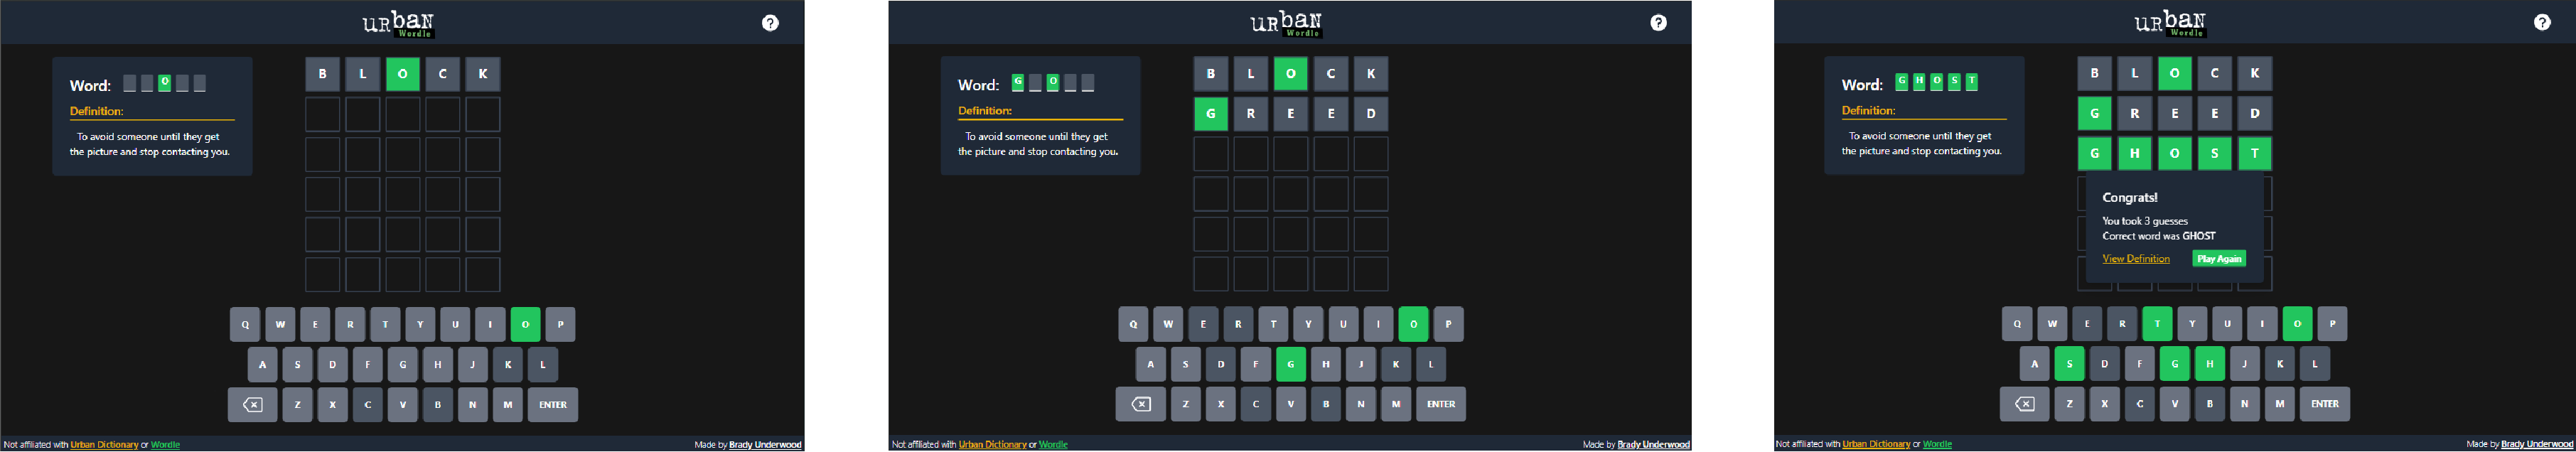 urban
Wordle
?
Word: O
Definition:
To avoid someone until they get
the picture and stop contacting you.
B L O C K
Q W E R T Y U I O P
A S D F G H J K L
Z X C V B N M ENTER
Not affiliated with Urban Dictionary or Wordle
Made by Brady Underwood
urban
Wordle
?
Word: G O
Definition:
To avoid someone until they get
the picture and stop contacting you.
B L O C K
G R E E D
Q W E R T Y U I O P
A S D F G H J K L
Z X C V B N M ENTER
Not affiliated with Urban Dictionary or Wordle
Made by Brady Underwood
urban
Wordle
?
Word: G H O S T
Definition:
To avoid someone until they get
the picture and stop contacting you.
B L O C K
G R E E D
G H O S T
Congrats!
You took 3 guesses
Correct word was GHOST
View Definition Play Again
Q W E R T Y U I O P
A S D F G H J K L
Z X C V B N M ENTER
Not affiliated with Urban Dictionary or Wordle
Made by Brady Underwood